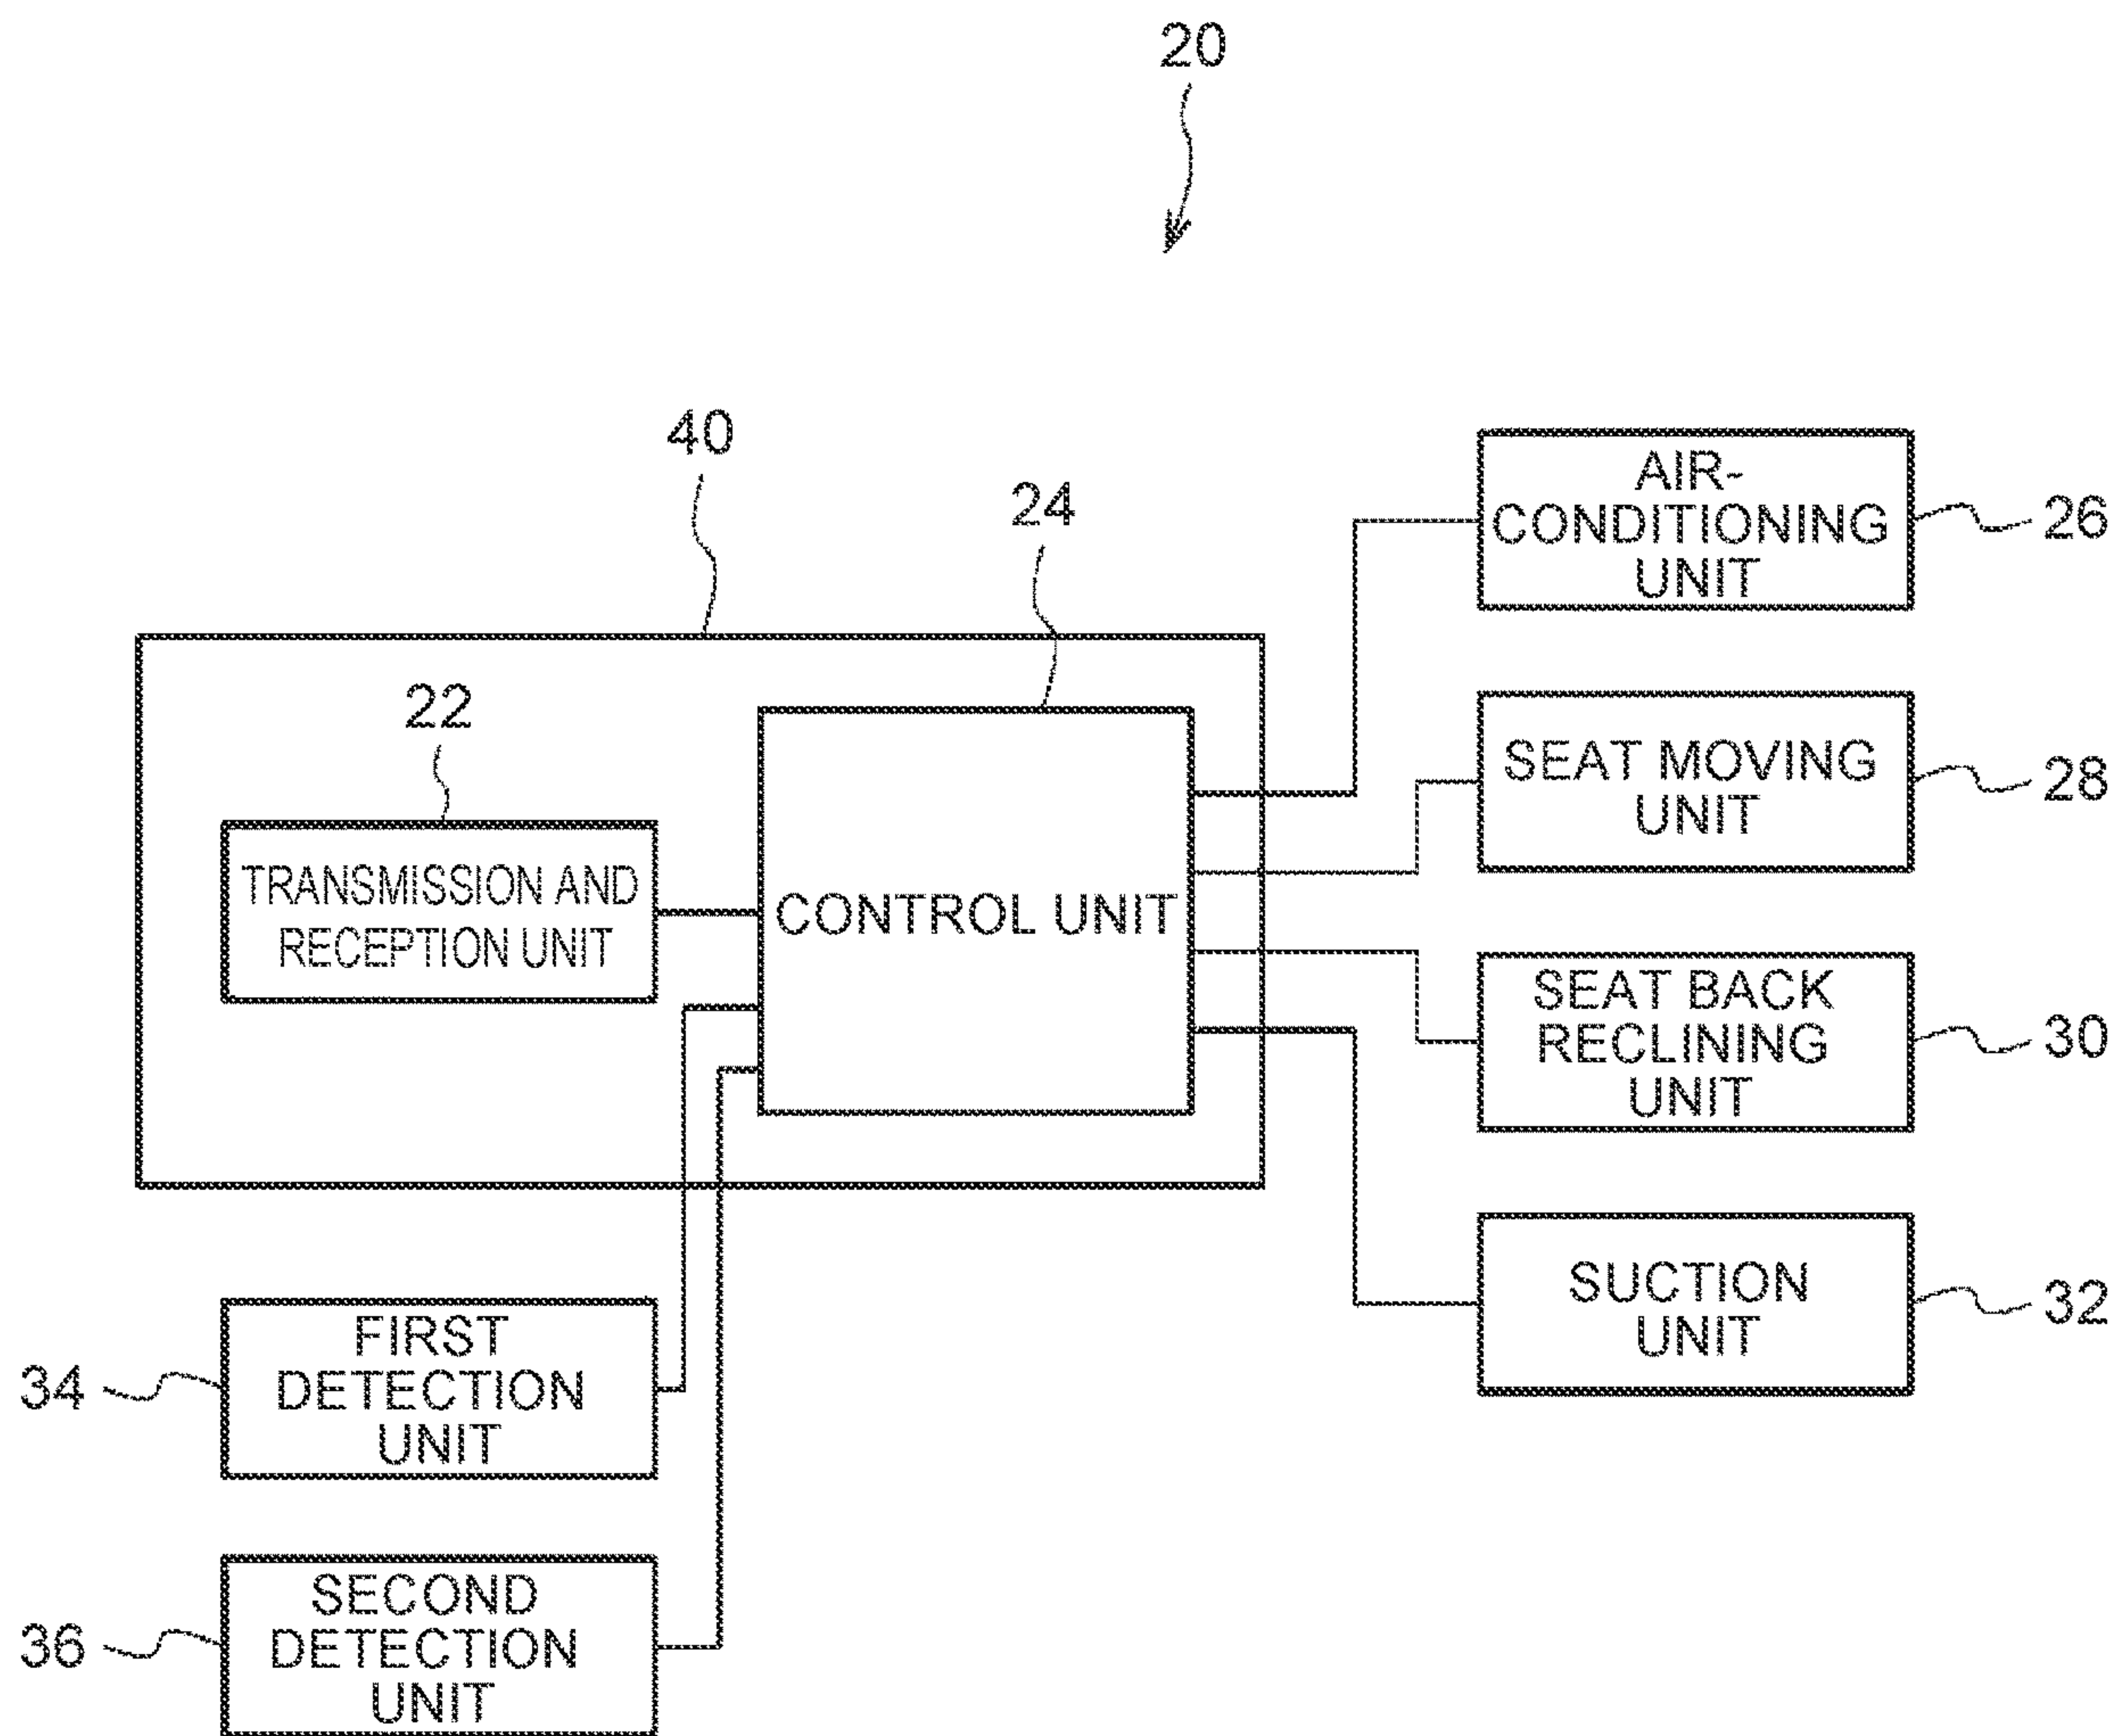 20
40
24
22
AIR-
CONDITIONING
UNIT
26
SEAT MOVING
UNIT
28
TRANSMISSION AND
RECEPTION UNIT
CONTROL UNIT
SEAT BACK
RECLINING
UNIT
30
SUCTION
UNIT
32
34
FIRST
DETECTION
UNIT
36
SECOND
DETECTION
UNIT